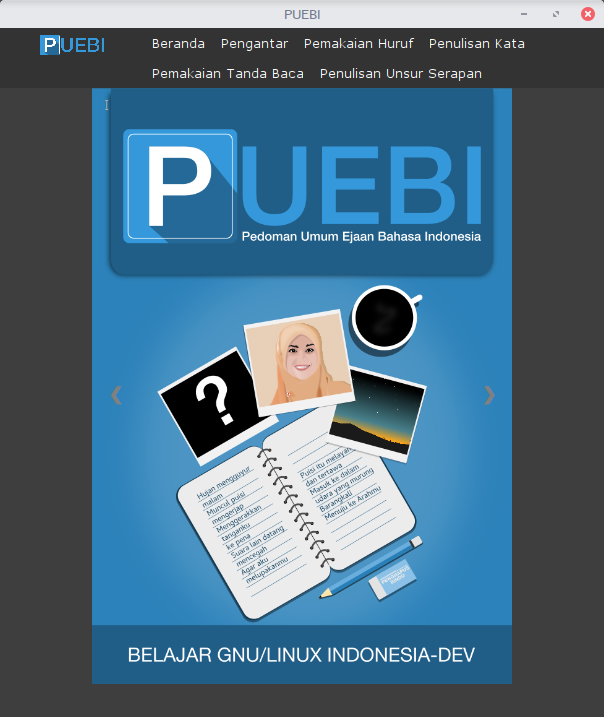 PUEBI
PUEBI
Beranda Pengantar Pemakaian Huruf Penulisan Kata
Pemakaian Tanda Baca Penulisan Unsur Serapan
P
PUEBI
Pedoman Umum Ejaan Bahasa Indonesia
?
Hujan mengguyur
malam
Muncul puisi
mengerjap
Menggerakkan
tanganku
ke pena
Suara lain datang
mencegah
Agar aku
melupakanmu
Puisi itu melayah
dan tertawa
Masuk ke dalam
udara yang murung
Barangkali
Menuju ke Arahmu
BELAJAR GNU/LINUX INDONESIA-DEV